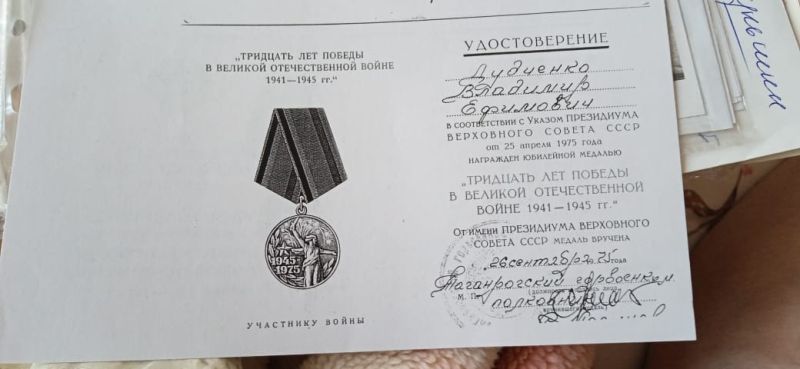 „ТРИДЦАТЬ ЛЕТ ПОБЕДЫ
В ВЕЛИКОЙ ОТЕЧЕСТВЕННОЙ ВОЙНЕ
1941—1945 гг."
1945
1975
УЧАСТНИКУ ВОЙНЫ
УДОСТОВЕРЕНИЕ
Дудченко
Владимир
Ефимович
В СООТВЕТСТВИИ С УКАЗОМ ПРЕЗИДИУМА
ВЕРХОВНОГО СОВЕТА СССР
от 25 апреля 1975 года
НАГРАЖДЕН ЮБИЛЕЙНОЙ МЕДАЛЬЮ
„ТРИДЦАТЬ ЛЕТ ПОБЕДЫ
В ВЕЛИКОЙ ОТЕЧЕСТВЕННОЙ
ВОЙНЕ 1941—1945 гг."
ОТ ИМЕНИ ПРЕЗИДИУМА ВЕРХОВНОГО
СОВЕТА СССР МЕДАЛЬ ВРУЧЕНА
26 сентября 1975 года
Таганрогский горвоенком
М. П.
полковник